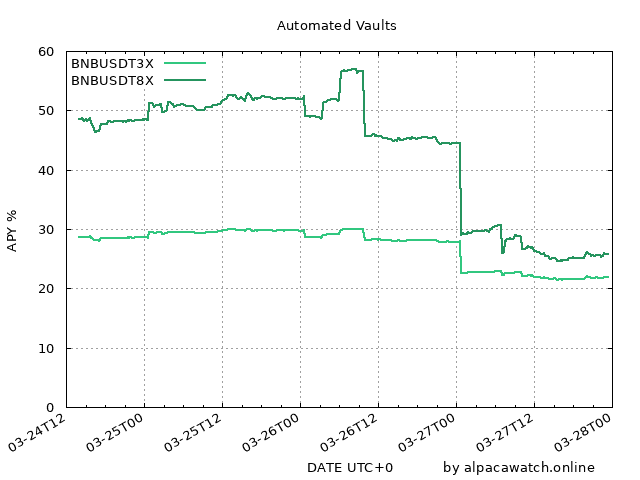 Automated Vaults
BNBUSDT3X
BNBUSDT8X
60
50
40
30
20
10
0
APY %
03-24T12
03-25T00
03-25T12
03-26T00
03-26T12
03-27T00
03-27T12
03-28T00
DATE UTC+0
by alpacawatch.online